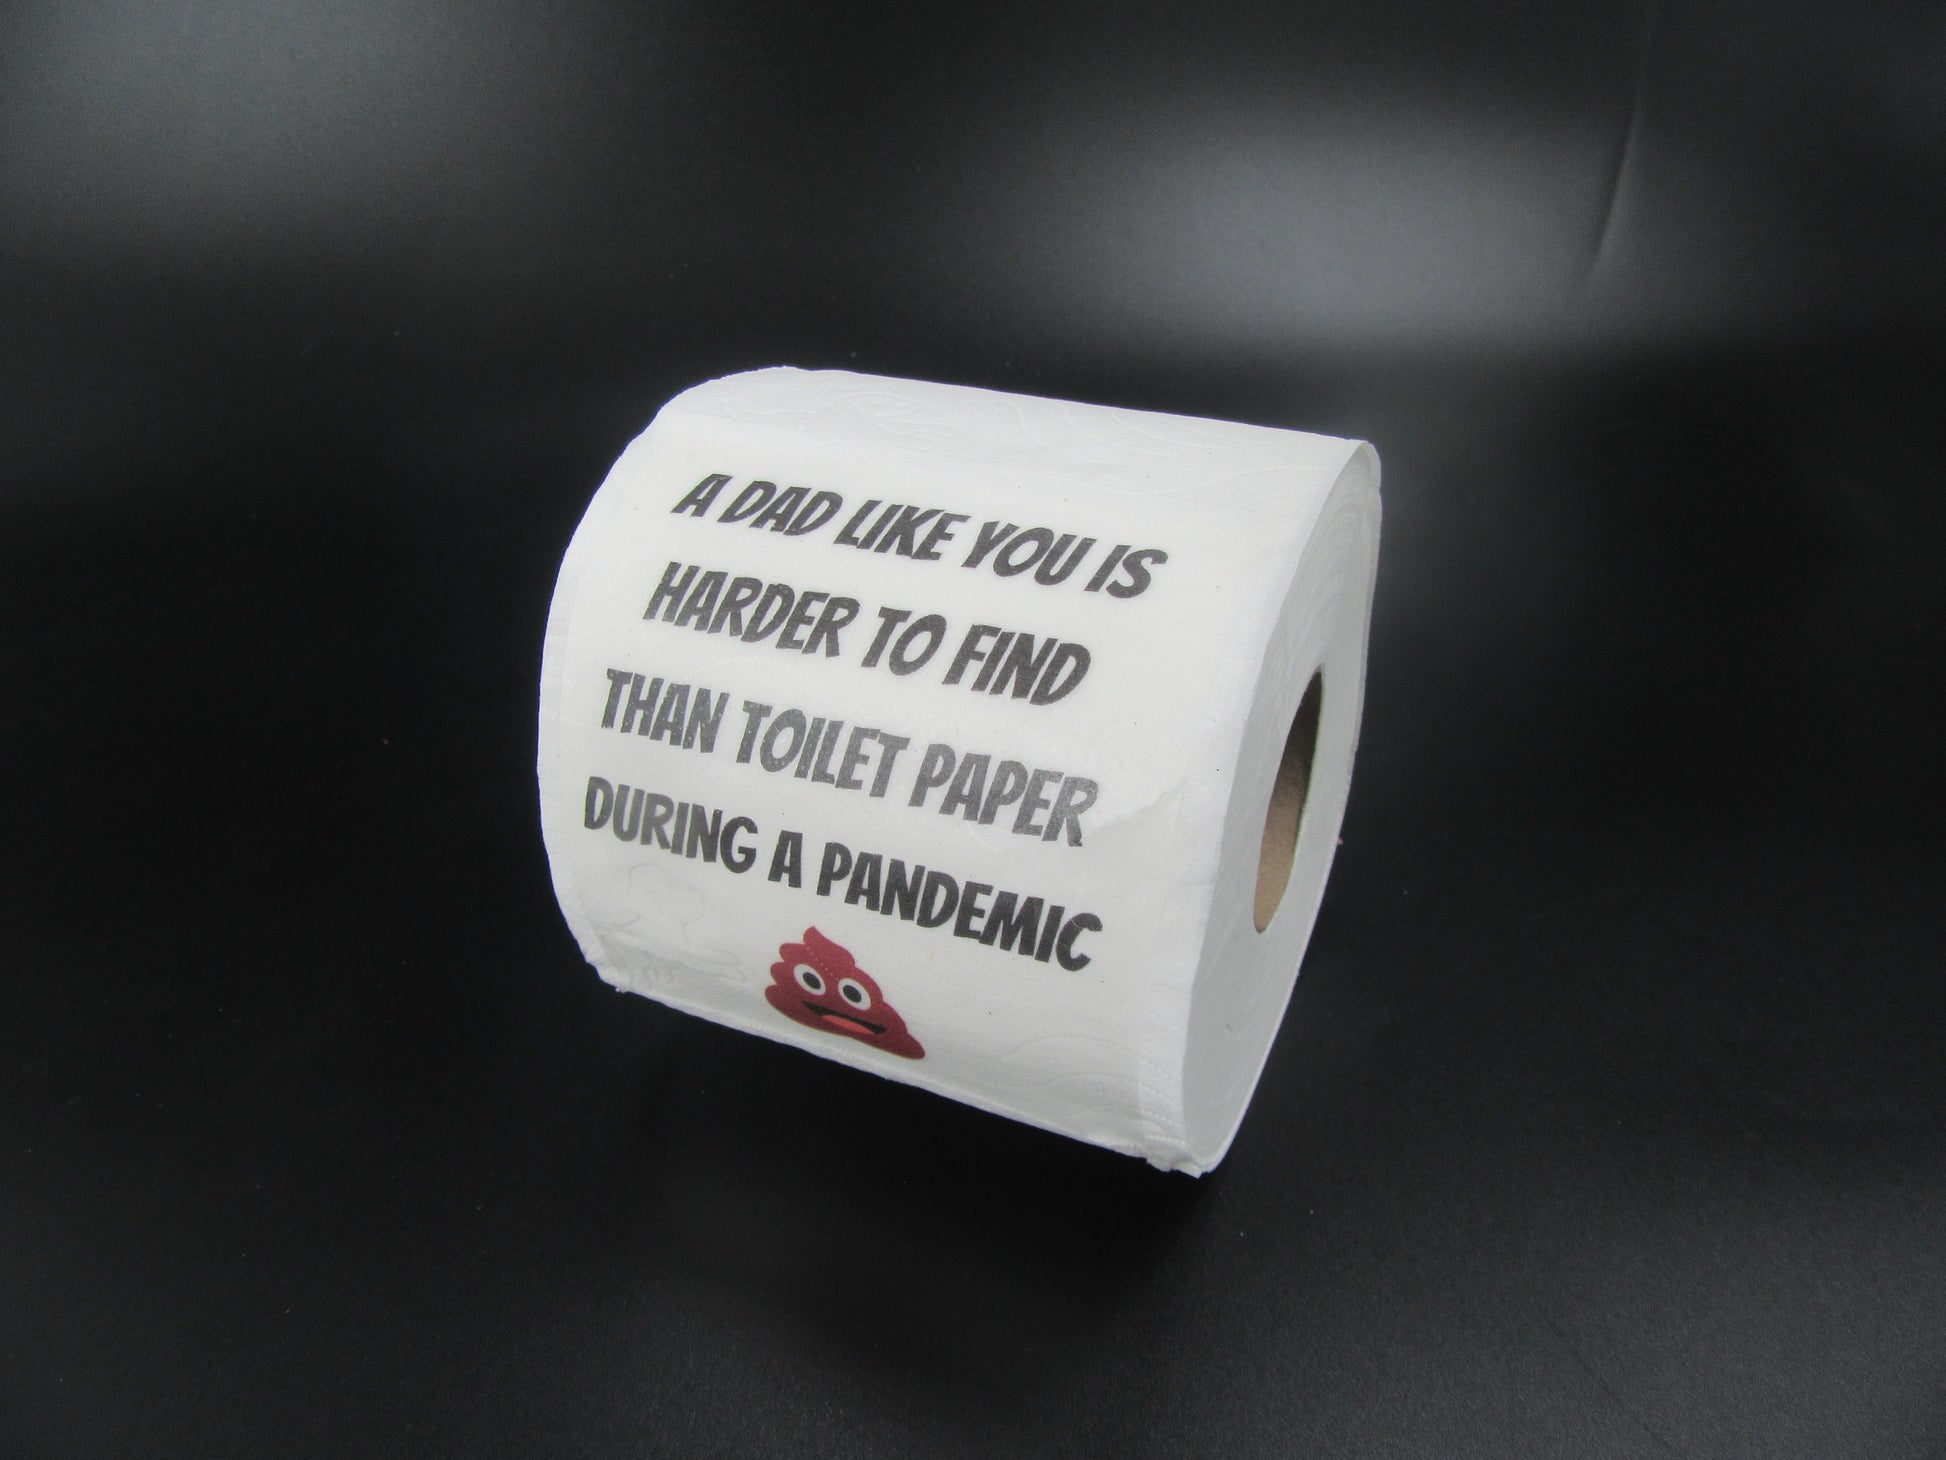 A DAD LIKE YOU IS
HARDER TO FIND
THAN TOILET PAPER
DURING A PANDEMIC